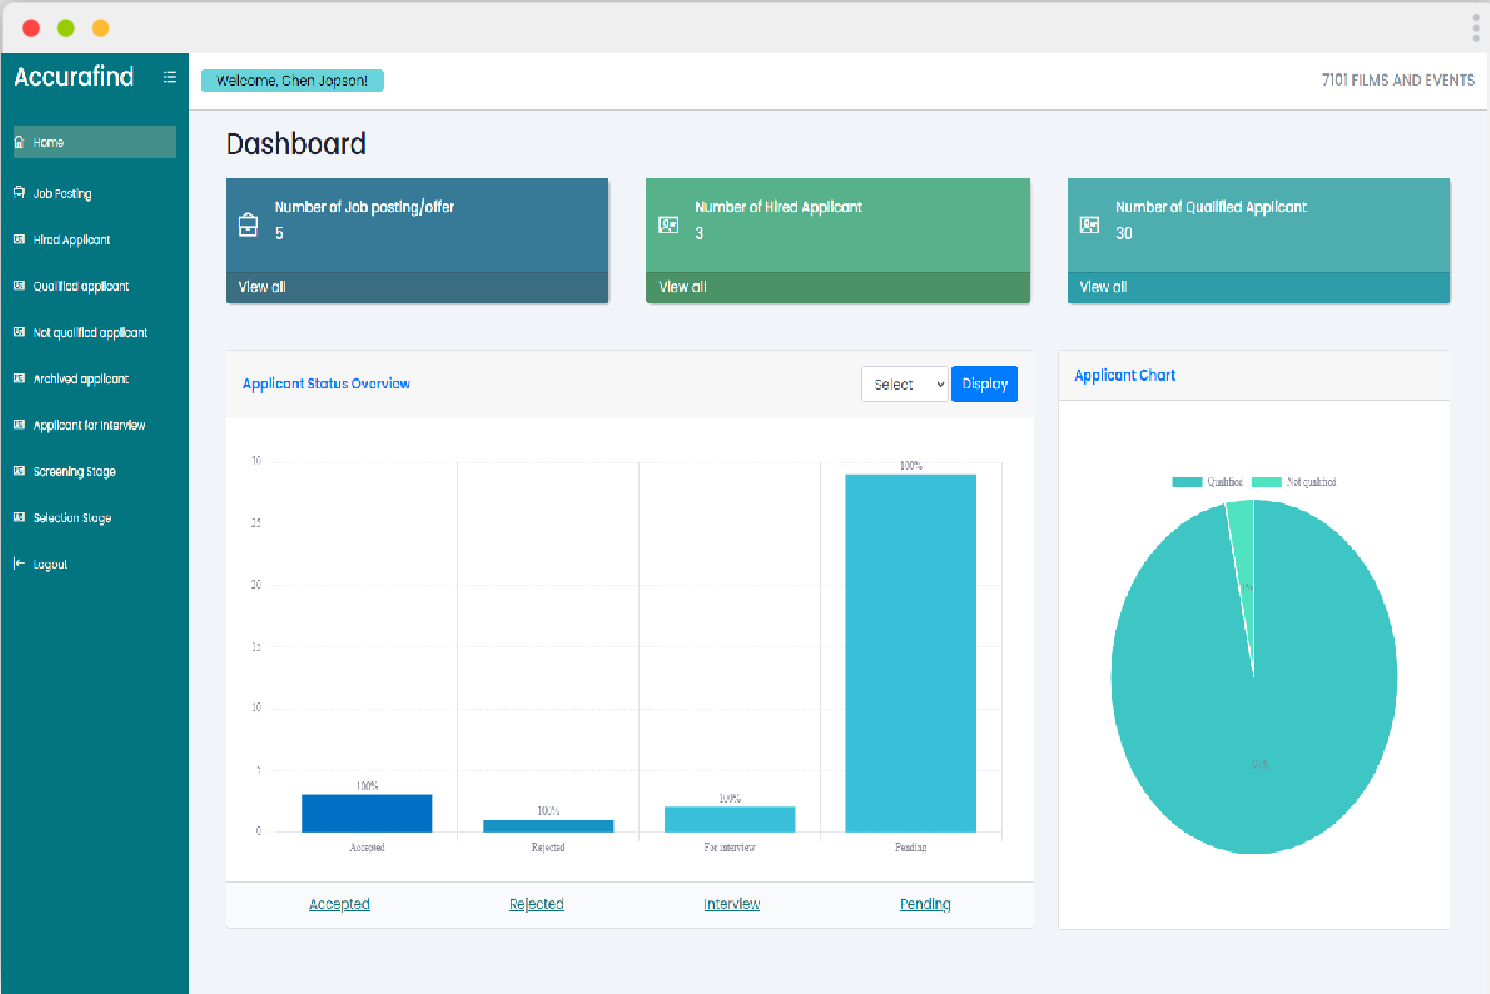 Accurafind
Welcome, Chen Jopson!
7101 FILMS AND EVENTS
Home
Job Posting
Hired Applicant
Qualified applicant
Not qualified applicant
Archived applicant
Applicant for Interview
Screening Stage
Selection Stage
Logout
Dashboard
Number of Job posting/offer
5
View all
Number of Hired Applicant
3
View all
Number of Qualified Applicant
30
View all
Applicant Status Overview
Select
Display
30
25
20
15
10
5
0
100%
100%
100%
100%
Accepted
Rejected
For interview
Pending
Accepted
Rejected
Interview
Pending
Applicant Chart
Qualified
Not qualified
97%